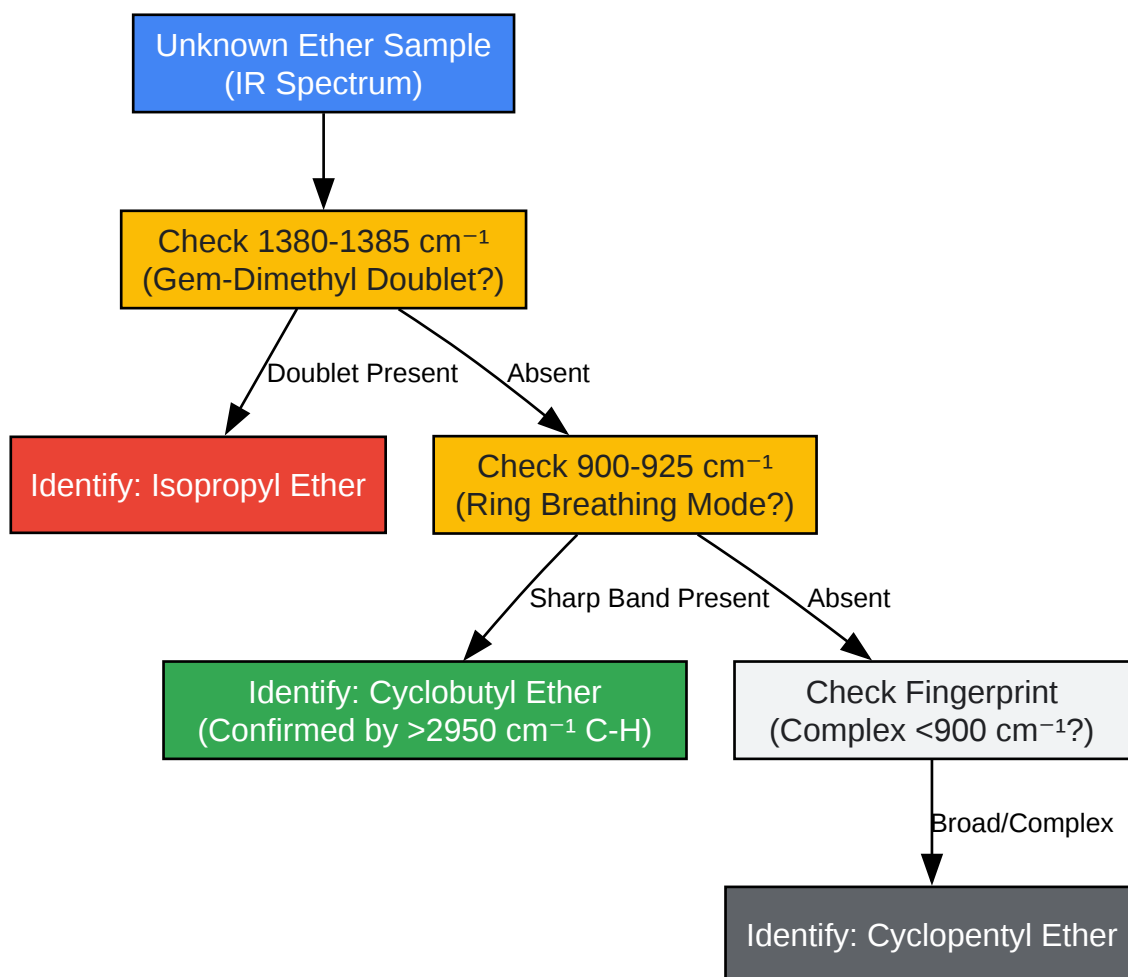 Unknown Ether Sample
(IR Spectrum)
Check 1380-1385 cm⁻¹
(Gem-Dimethyl Doublet?)
Doublet Present
Absent
Identify: Isopropyl Ether
Check 900-925 cm⁻¹
(Ring Breathing Mode?)
Sharp Band Present
Absent
Identify: Cyclobutyl Ether
(Confirmed by >2950 cm⁻¹ C-H)
Check Fingerprint
(Complex <900 cm⁻¹?)
Broad/Complex
Identify: Cyclopentyl Ether